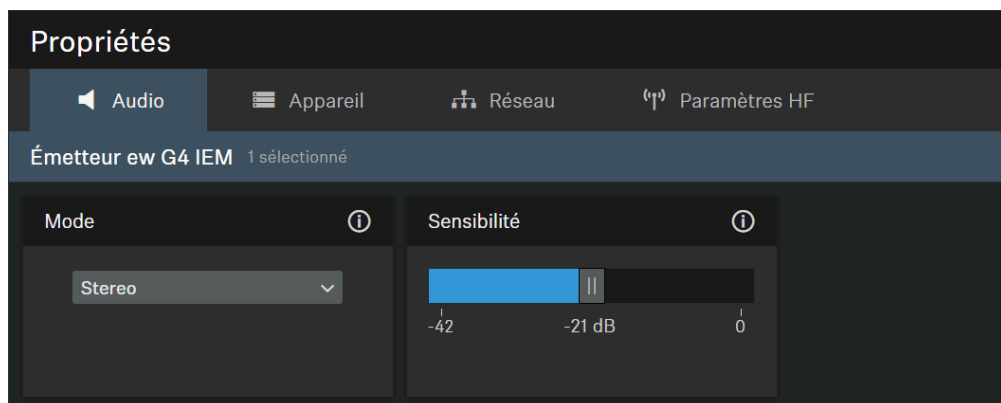 Propriétés
Audio Appareil Réseau Paramètres HF
Émetteur ew G4 IEM 1 sélectionné
Mode Sensibilité
Stereo
-42 -21 dB 0